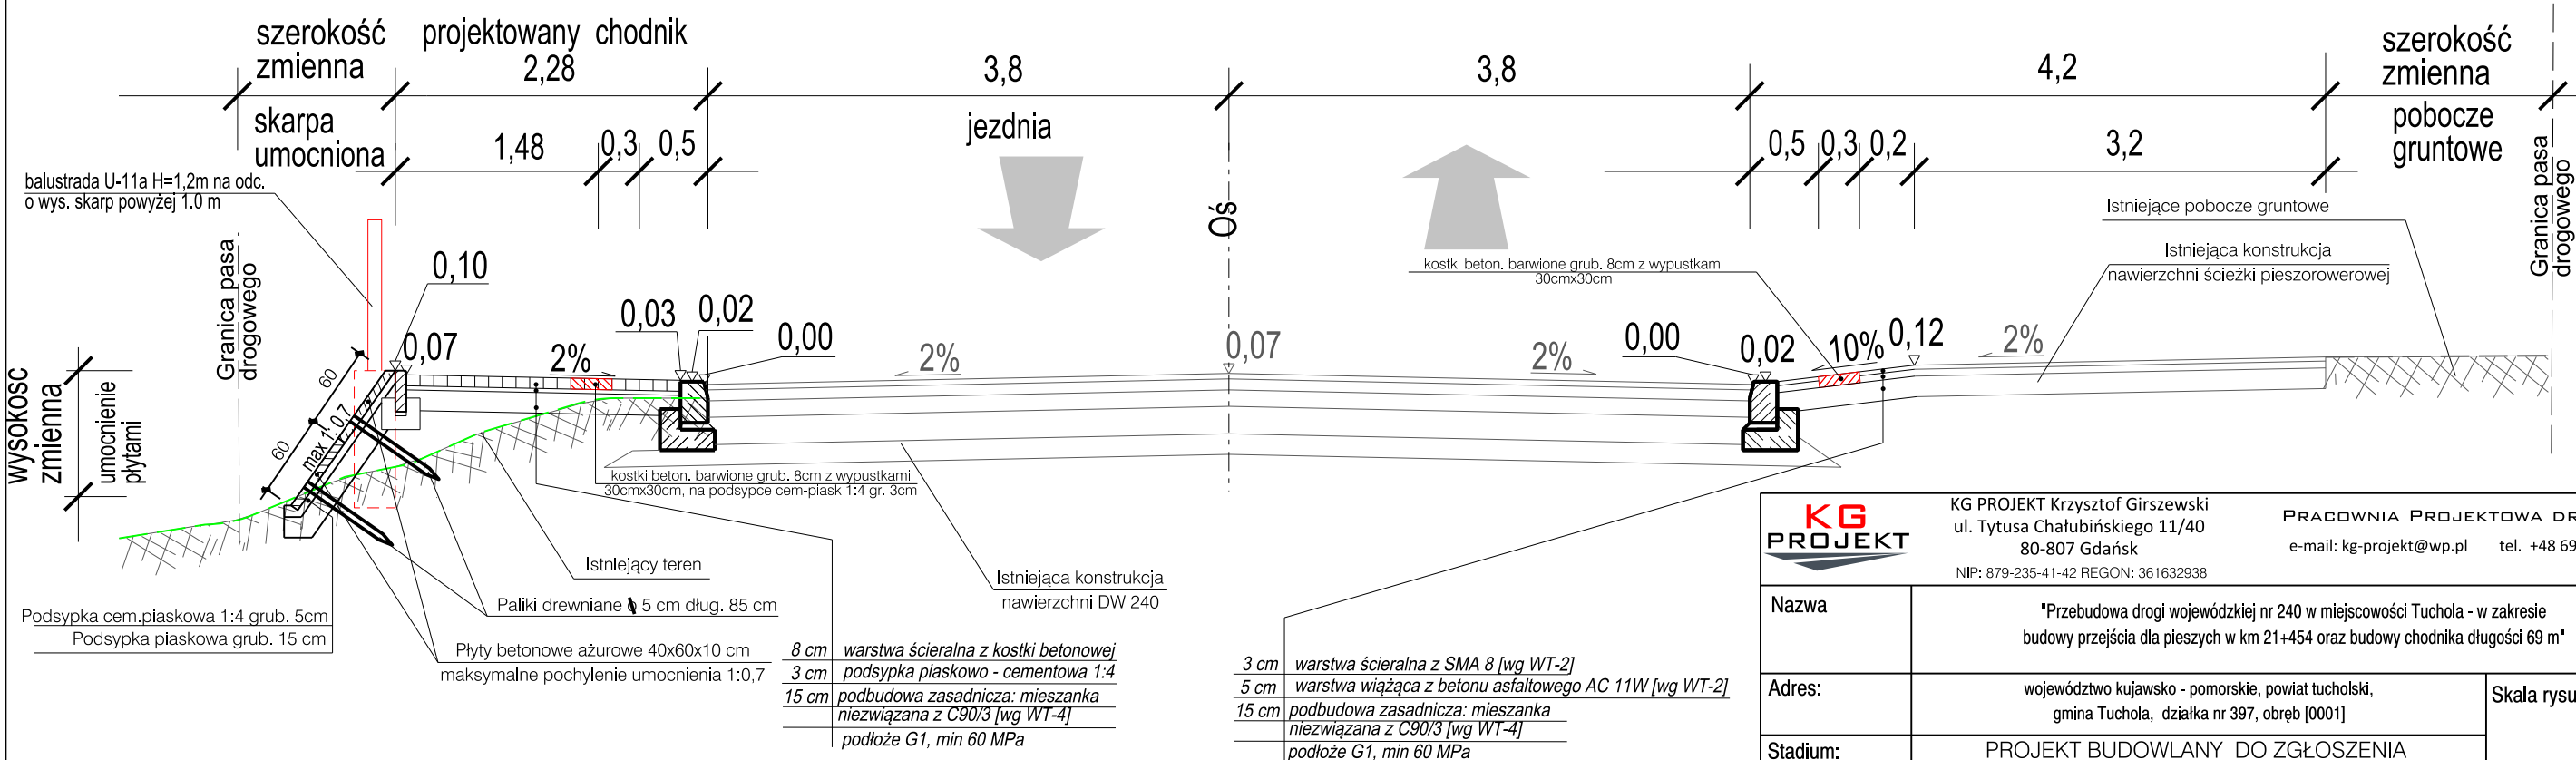 szerokość
zmienna
projektowany chodnik
2,28
3,8
3,8
4,2
szerokość
zmienna
skarpa
umocniona
1,48
0,3
0,5
jezdnia
0,5
0,3
0,2
3,2
pobocze
gruntowe
balustrada U-11a H=1,2m na odc.
o wys. skarp powyżej 1.0 m
Granica pasa
drogowego
Oś
Istniejące pobocze gruntowe
Istniejąca konstrukcja
nawierzchni ścieżki pieszorowerowej
Granica pasa
drogowego
kostki beton. barwione grub. 8cm z wypustkami
30cmx30cm
0,10
0,07
2%
0,03
0,02
0,00
2%
0,07
2%
0,00
0,02
10%
0,12
2%
wysokość
zmienna
umocnienie
płytami
60
60
max 1:0,7
kostki beton. barwione grub. 8cm z wypustkami
30cmx30cm, na podsypce cem-piask 1:4 gr. 3cm
Istniejący teren
Istniejąca konstrukcja
nawierzchni DW 240
Paliki drewniane ϕ 5 cm dług. 85 cm
Podsypka cem.piaskowa 1:4 grub. 5cm
Podsypka piaskowa grub. 15 cm
Płyty betonowe ażurowe 40x60x10 cm
maksymalne pochylenie umocnienia 1:0,7
8 cm warstwa ścieralna z kostki betonowej
3 cm podsypka piaskowo - cementowa 1:4
15 cm podbudowa zasadnicza: mieszanka
niezwiązana z C90/3 [wg WT-4]
podłoże G1, min 60 MPa
3 cm warstwa ścieralna z SMA 8 [wg WT-2]
5 cm warstwa wiążąca z betonu asfaltowego AC 11W [wg WT-2]
15 cm podbudowa zasadnicza: mieszanka
niezwiązana z C90/3 [wg WT-4]
podłoże G1, min 60 MPa
KG
PROJEKT
KG PROJEKT Krzysztof Girszewski
ul. Tytusa Chałubińskiego 11/40
80-807 Gdańsk
NIP: 879-235-41-42 REGON: 361632938
PRACOWNIA PROJEKTOWA DR
e-mail: kg-projekt@wp.pl tel. +48 69
Nazwa
"Przebudowa drogi wojewódzkiej nr 240 w miejscowości Tuchola - w zakresie
budowy przejścia dla pieszych w km 21+454 oraz budowy chodnika długości 69 m"
Adres:
województwo kujawsko - pomorskie, powiat tucholski,
gmina Tuchola, działka nr 397, obręb [0001]
Skala rysu
Stadium:
PROJEKT BUDOWLANY DO ZGŁOSZENIA